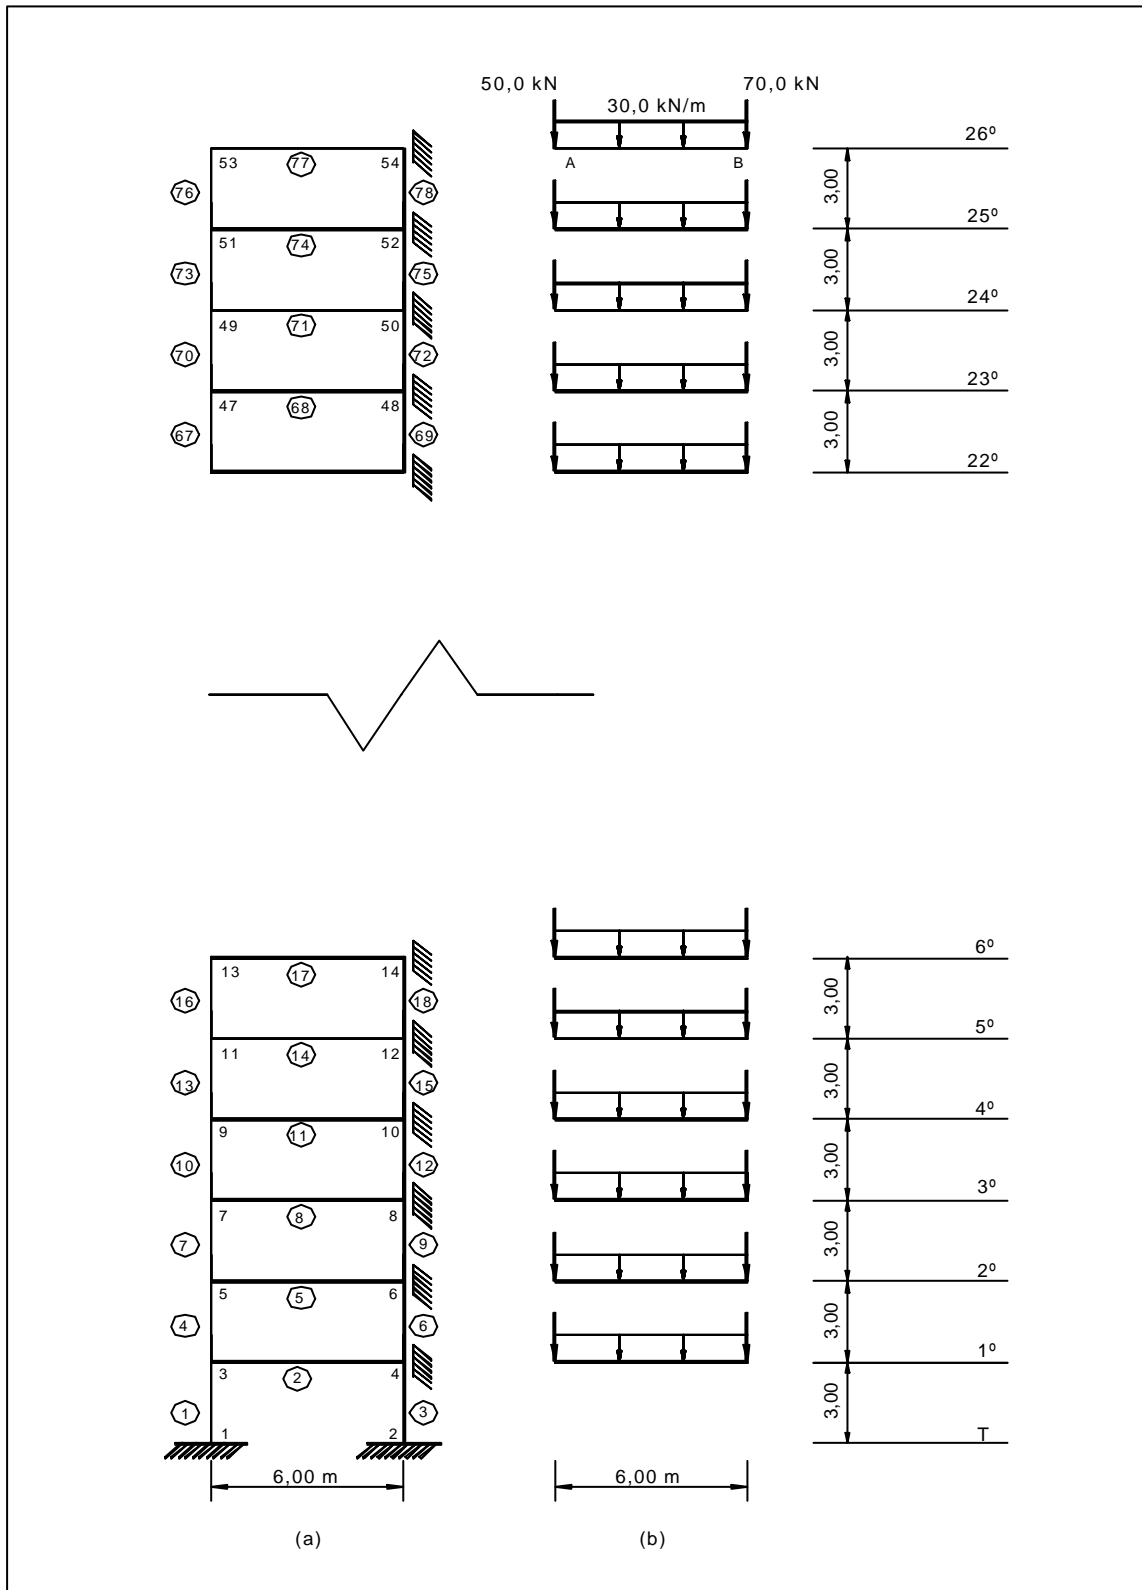 50,0 kN 70,0 kN
30,0 kN/m
26º
53 77 54 A B
76 78 3,00
25º
51 74 52
73 75 3,00
24º
49 71 50
70 72 3,00
23º
47 68 48
67 69 3,00
22º
6º
13 17 14
16 18 3,00
5º
11 14 12
13 15 3,00
4º
9 11 10
10 12 3,00
3º
7 8 8
7 9 3,00
2º
5 5 6
4 6 3,00
1º
3 2 4
1 3 3,00
1 2 T
6,00 m 6,00 m
(a) (b)